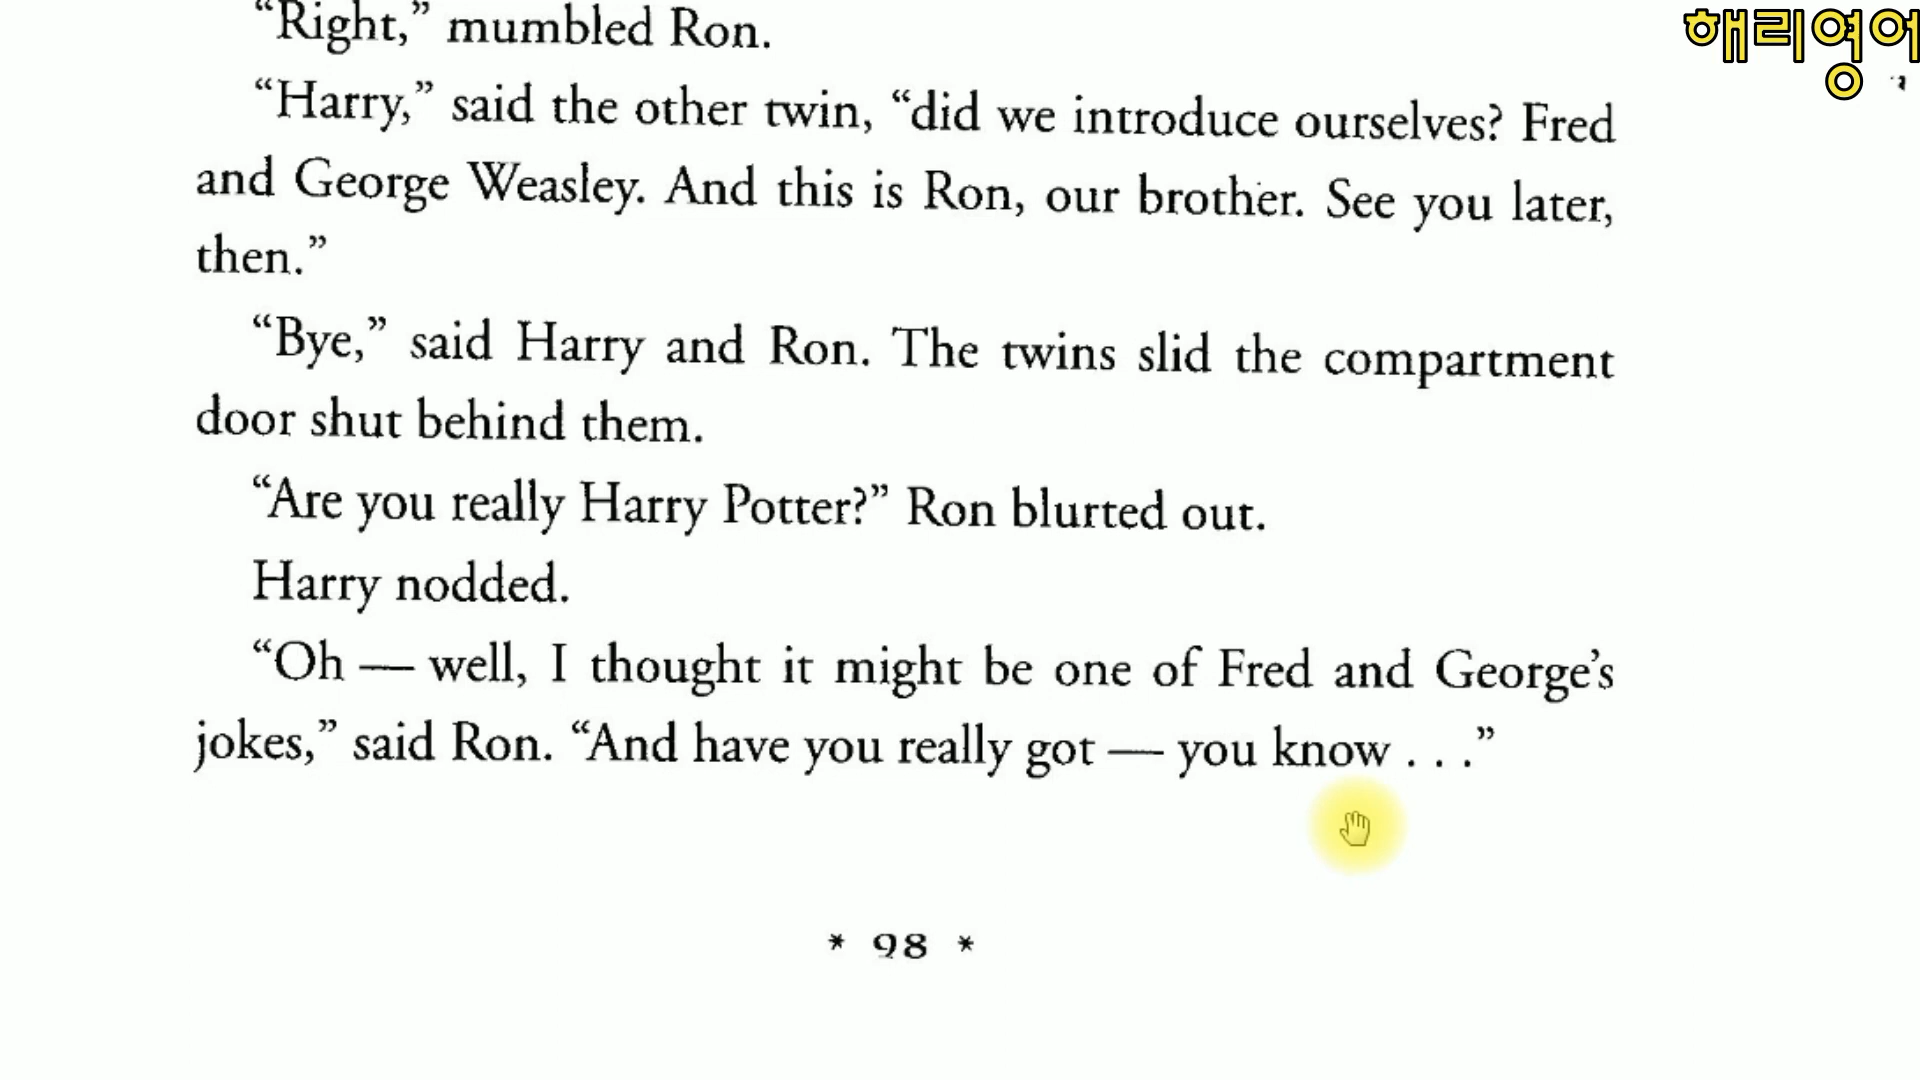 “Right,” mumbled Ron.
“Harry,” said the other twin, “did we introduce ourselves? Fred
and George Weasley. And this is Ron, our brother. See you later,
then.”
“Bye,” said Harry and Ron. The twins slid the compartment
door shut behind them.
“Are you really Harry Potter?” Ron blurted out.
Harry nodded.
“Oh — well, I thought it might be one of Fred and George’s
jokes,” said Ron. “And have you really got — you know . . .”
* 98 *
해리영어